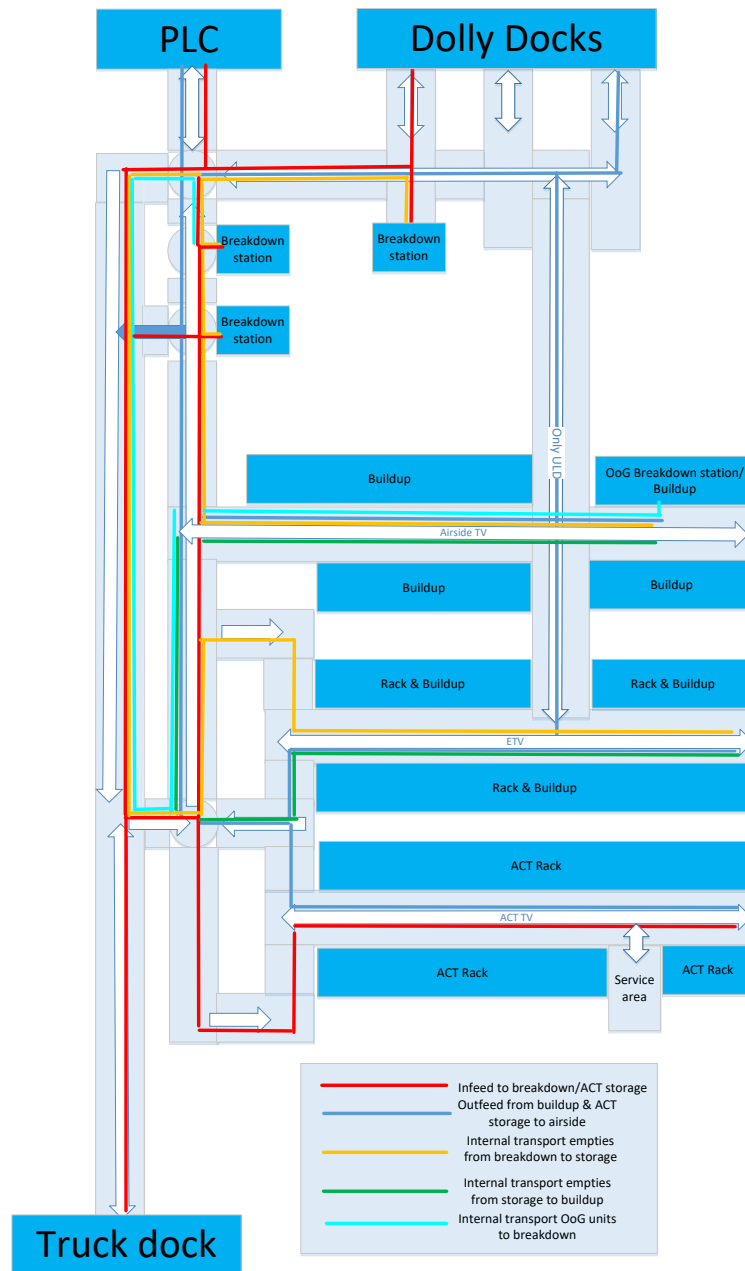 PLC
Dolly Docks
Breakdown
station
Breakdown
station
Breakdown
station
Only ULD
Buildup
OoG Breakdown station/
Buildup
Airside TV
Buildup
Buildup
Rack & Buildup
Rack & Buildup
ETV
Rack & Buildup
ACT Rack
ACT TV
ACT Rack
Service
area
ACT Rack
Infeed to breakdown/ACT storage
Outfeed from buildup & ACT
storage to airside
Internal transport empties
from breakdown to storage
Internal transport empties
from storage to buildup
Internal transport OoG units
to breakdown
Truck dock